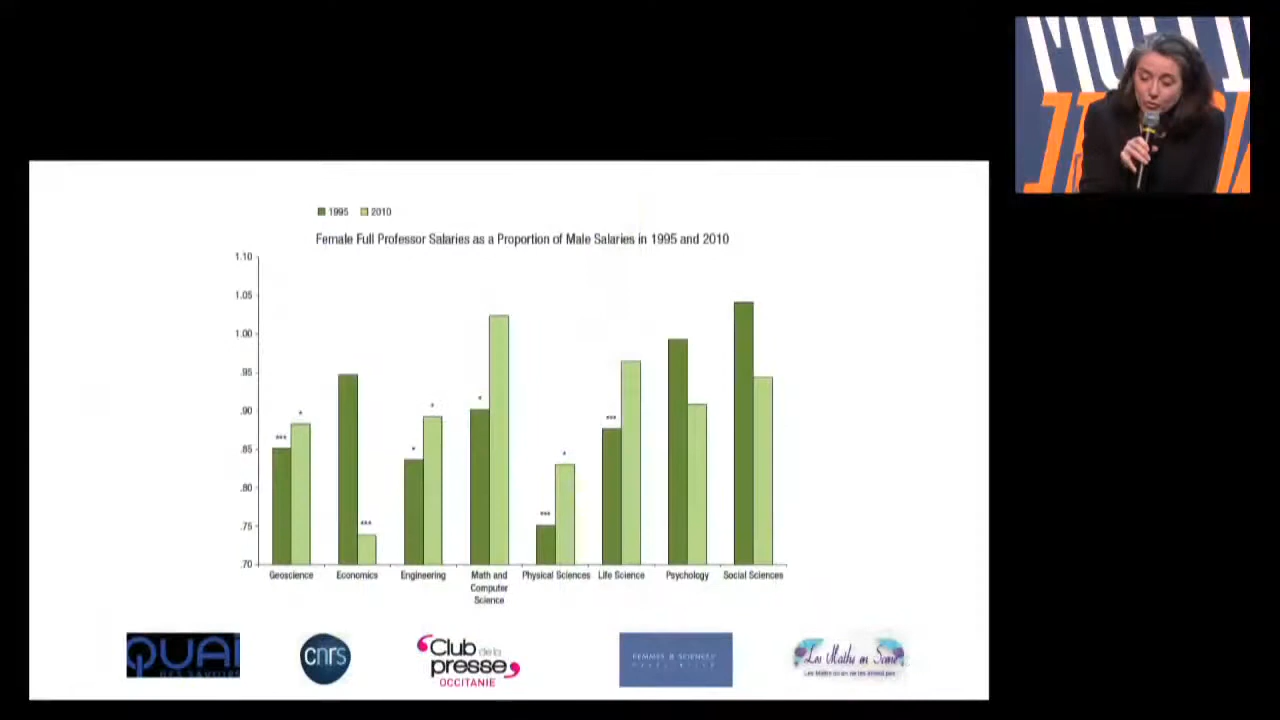 1995 2010
Female Full Professor Salaries as a Proportion of Male Salaries in 1995 and 2010
1.10
1.05
1.00
.95
.90
.85
.80
.75
.70
*** * *** * * * *** * ***
Geoscience Economics Engineering Math and Computer Science Physical Sciences Life Science Psychology Social Sciences
QUAI
DES SAVOIRS
cnrs
Club de la presse
OCCITANIE
FEMMES & SCIENCES
Les Maths en Scène